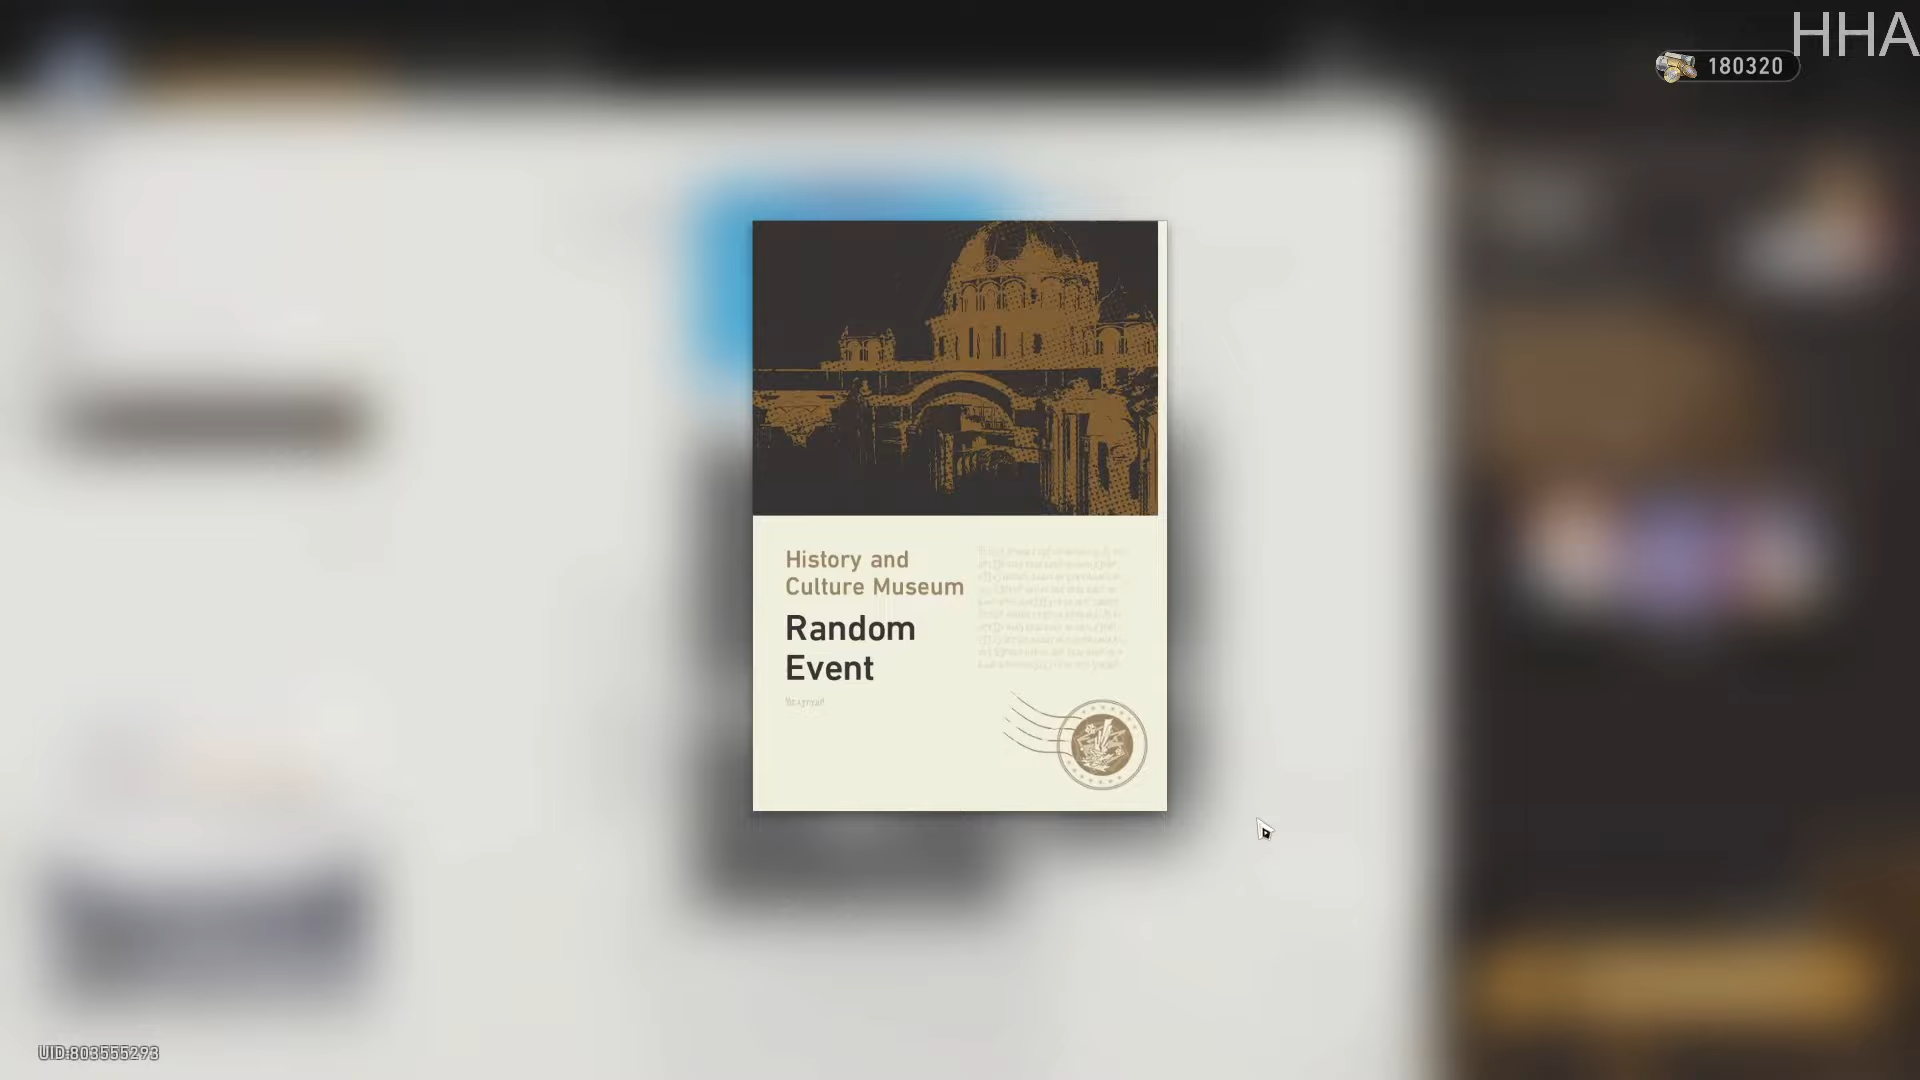 HHA
180320
History and
Culture Museum
Random
Event
UID:803555293